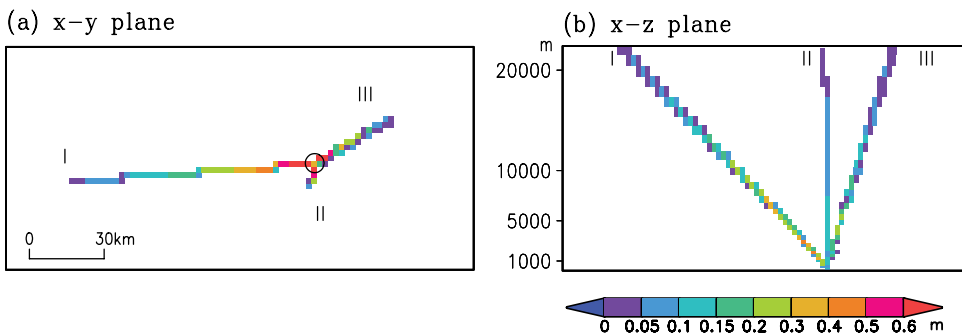 (a) x-y plane
I
III
II
0 30km
(b) x-z plane
m
20000
10000
5000
1000
I
II
III
0 0.05 0.1 0.15 0.2 0.3 0.4 0.5 0.6 m